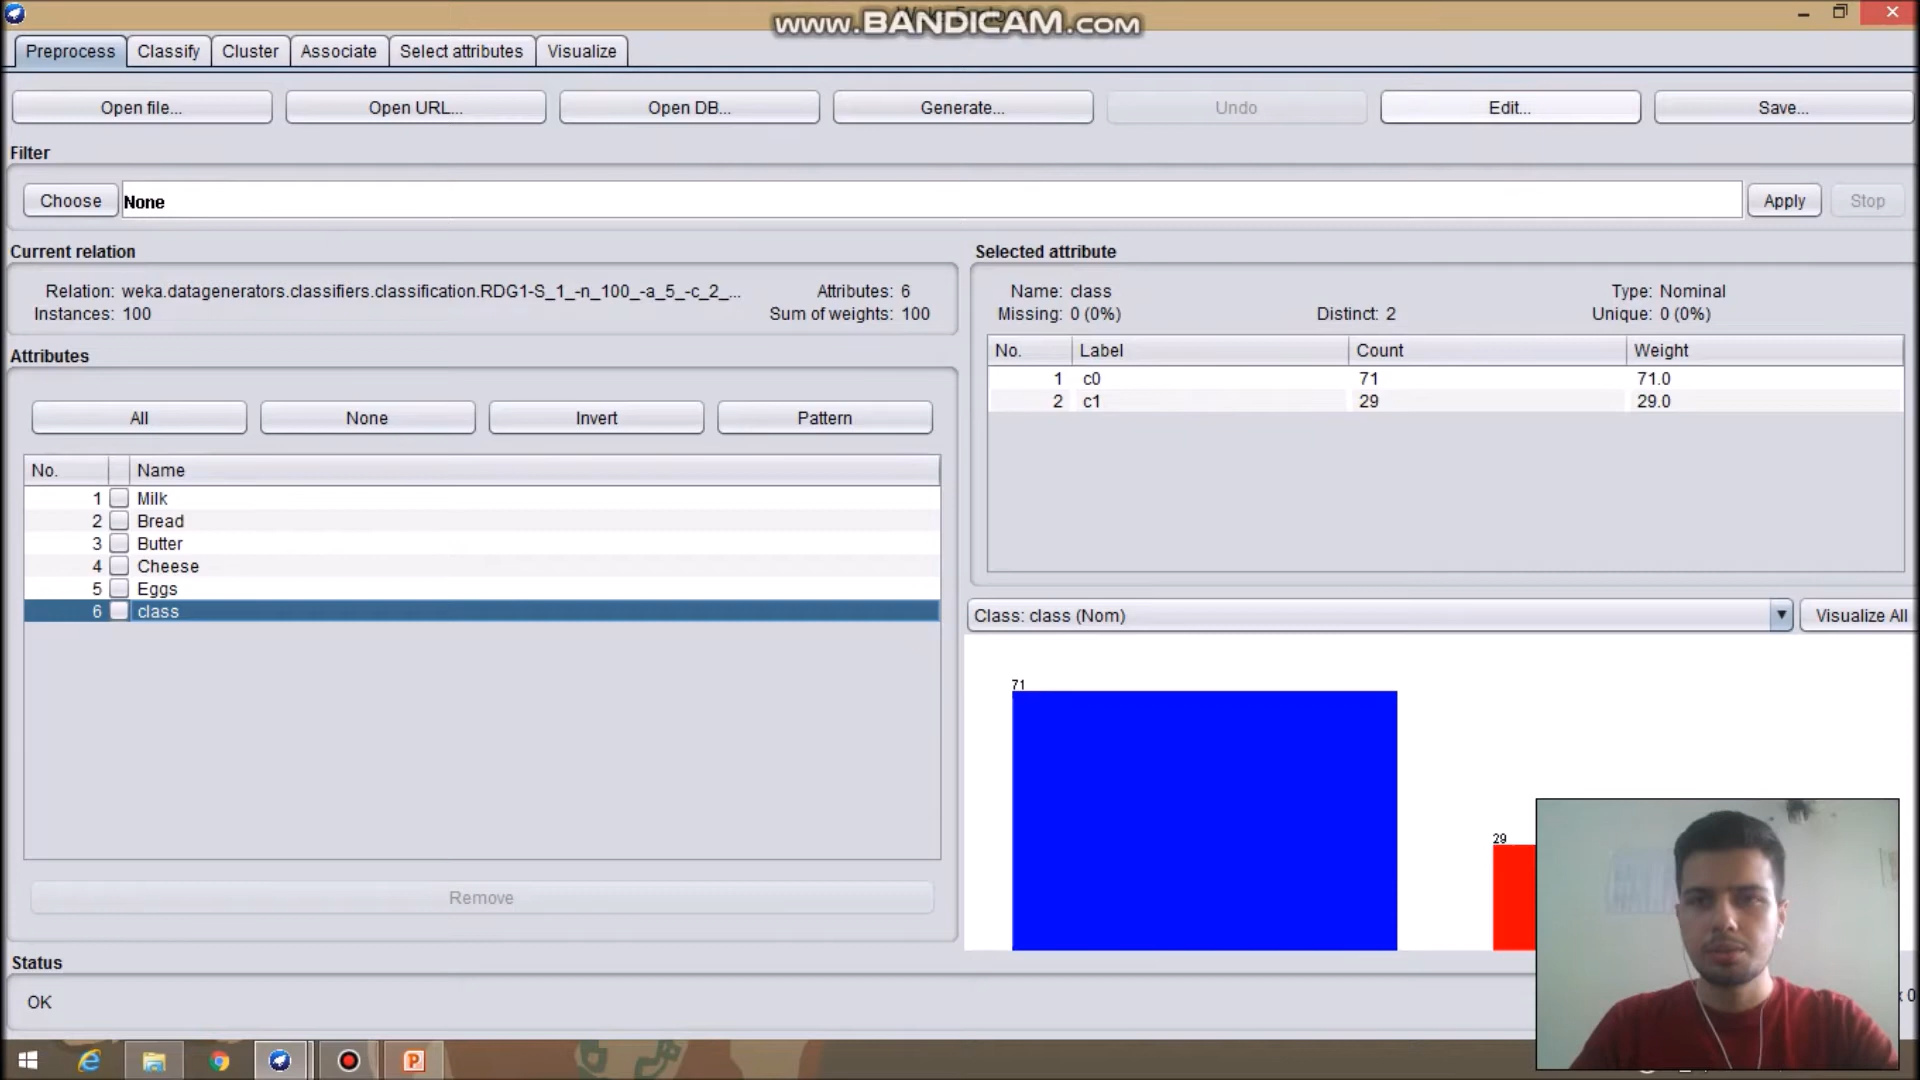 www.BANDICAM.com
Preprocess Classify Cluster Associate Select attributes Visualize
Open file... Open URL... Open DB... Generate... Undo Edit... Save...
Filter
Choose None Apply Stop
Current relation
Relation: weka.datagenerators.classifiers.classification.RDG1-S_1_-n_100_-a_5_-c_2_... Attributes: 6
Instances: 100 Sum of weights: 100
Attributes
All None Invert Pattern
No. Name
1 Milk
2 Bread
3 Butter
4 Cheese
5 Eggs
6 class
Remove
Selected attribute
Name: class Type: Nominal
Missing: 0 (0%) Distinct: 2 Unique: 0 (0%)
No. Label Count Weight
1 c0 71 71.0
2 c1 29 29.0
Class: class (Nom) Visualize All
71
29
Status
OK
x 0